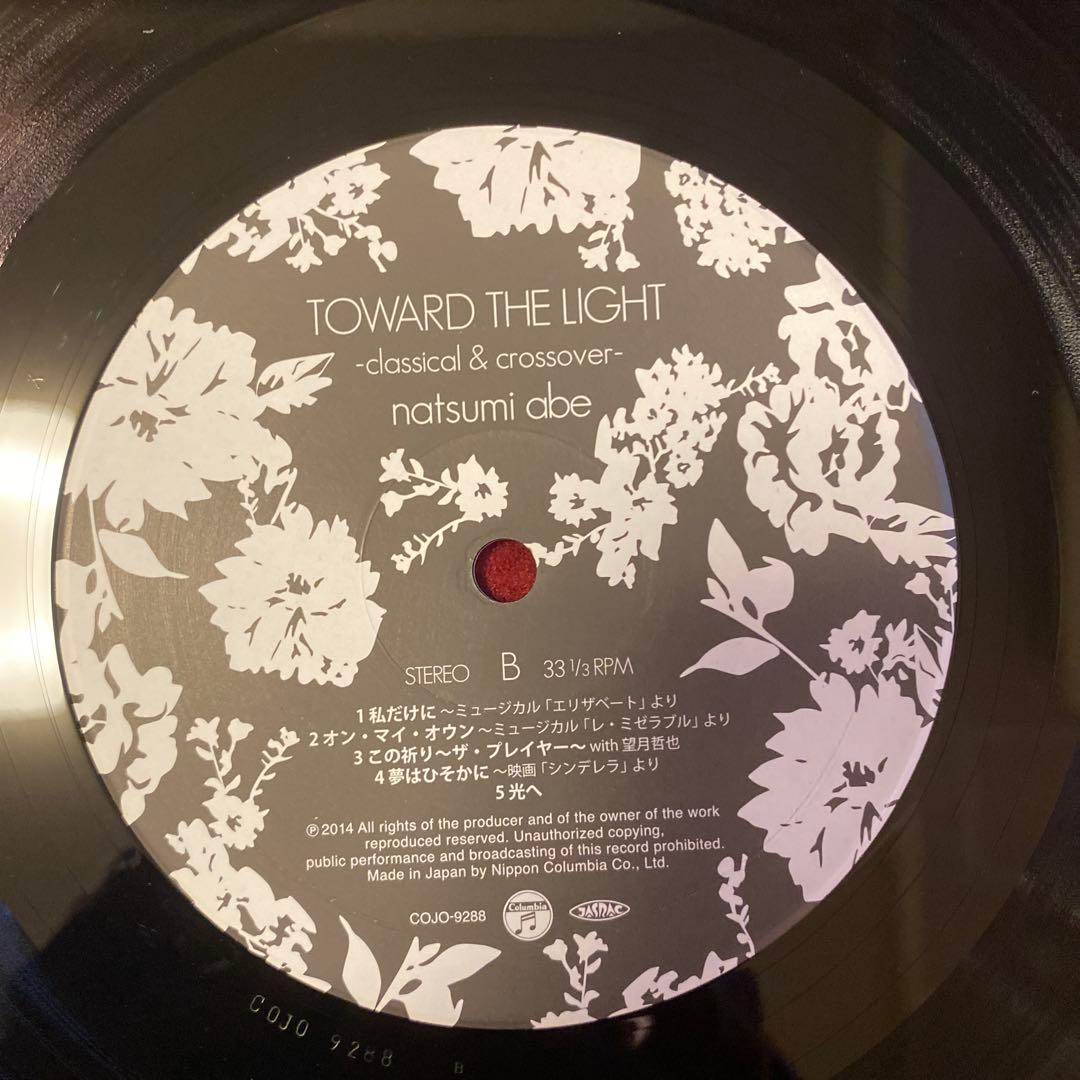 TOWARD THE LIGHT
-classical & crossover-
natsumi abe
STEREO B 33 1/3 RPM
1 私だけに ～ミュージカル「エリザベート」より
2 オン・マイ・オウン ～ミュージカル「レ・ミゼラブル」より
3 この祈り～ザ・プレイヤー～ with 望月哲也
4 夢はひそかに ～映画「シンデレラ」より
5 光へ
℗ 2014 All rights of the producer and of the owner of the work
reproduced reserved. Unauthorized copying,
public performance and broadcasting of this record prohibited.
Made in Japan by Nippon Columbia Co., Ltd.
COJO-9288 Columbia JASRAC
COJO 9288 B